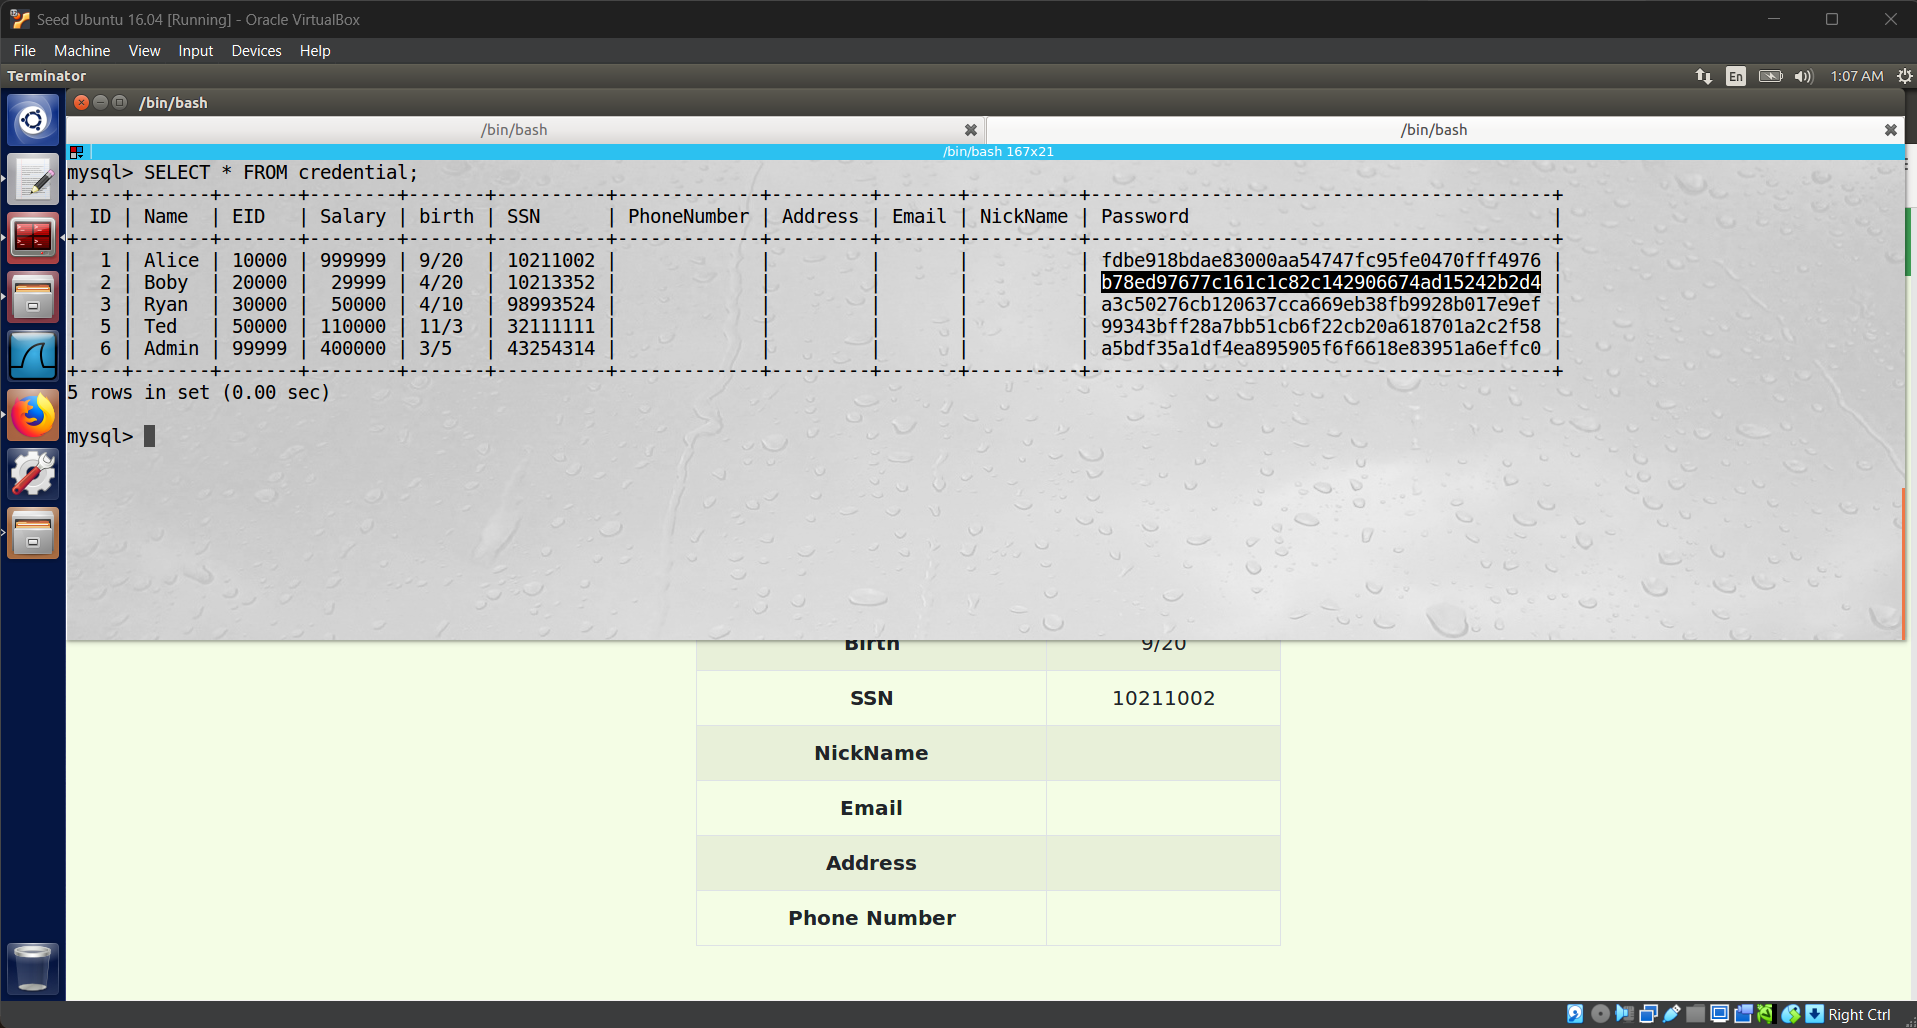 Seed Ubuntu 16.04 [Running] - Oracle VirtualBox
File Machine View Input Devices Help
Terminator En 1:07 AM
/bin/bash
/bin/bash /bin/bash
/bin/bash 167x21
mysql> SELECT * FROM credential;
+----+-------+-------+--------+-------+----------+-------------+---------+-------+----------+------------------------------------------+
| ID | Name | EID | Salary | birth | SSN | PhoneNumber | Address | Email | NickName | Password |
+----+-------+-------+--------+-------+----------+-------------+---------+-------+----------+------------------------------------------+
| 1 | Alice | 10000 | 999999 | 9/20 | 10211002 | | | | | fdbe918bdae83000aa54747fc95fe0470fff4976 |
| 2 | Boby | 20000 | 29999 | 4/20 | 10213352 | | | | | b78ed97677c161c1c82c142906674ad15242b2d4 |
| 3 | Ryan | 30000 | 50000 | 4/10 | 98993524 | | | | | a3c50276cb120637cca669eb38fb9928b017e9ef |
| 5 | Ted | 50000 | 110000 | 11/3 | 32111111 | | | | | 99343bff28a7bb51cb6f22cb20a618701a2c2f58 |
| 6 | Admin | 99999 | 400000 | 3/5 | 43254314 | | | | | a5bdf35a1df4ea895905f6f6618e83951a6effc0 |
+----+-------+-------+--------+-------+----------+-------------+---------+-------+----------+------------------------------------------+
5 rows in set (0.00 sec)
mysql>
Birth 9/20
SSN 10211002
NickName
Email
Address
Phone Number
Right Ctrl